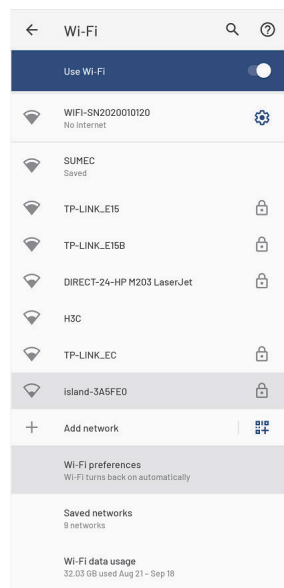 Wi-Fi
Use Wi-Fi
WIFI-SN2020010120
No internet
SUMEC
Saved
TP-LINK_E15
TP-LINK_E15B
DIRECT-24-HP M203 LaserJet
H3C
TP-LINK_EC
island-3A5FE0
Add network
Wi-Fi preferences
Wi-Fi turns back on automatically
Saved networks
9 networks
Wi-Fi data usage
32.03 GB used Aug 21 – Sep 18